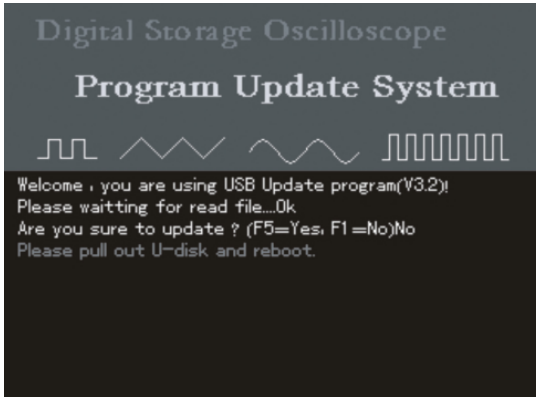 Digital Storage Oscilloscope
Program Update System
Welcome , you are using USB Update program(V3.2)!
Please waitting for read file....Ok
Are you sure to update ? (F5=Yes, F1=No)No
Please pull out U-disk and reboot.